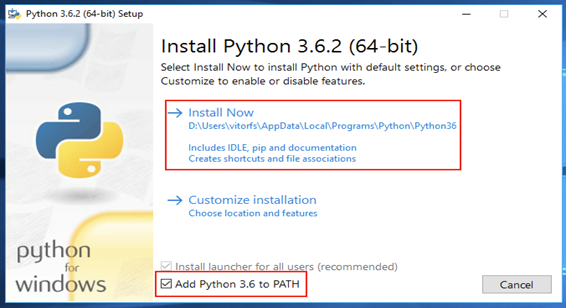 Python 3.6.2 (64-bit) Setup
Install Python 3.6.2 (64-bit)
Select Install Now to install Python with default settings, or choose
Customize to enable or disable features.
Install Now
D:\Users\vitorfs\AppData\Local\Programs\Python\Python36
Includes IDLE, pip and documentation
Creates shortcuts and file associations
Customize installation
Choose location and features
Install launcher for all users (recommended)
Add Python 3.6 to PATH
Cancel
python
for
windows